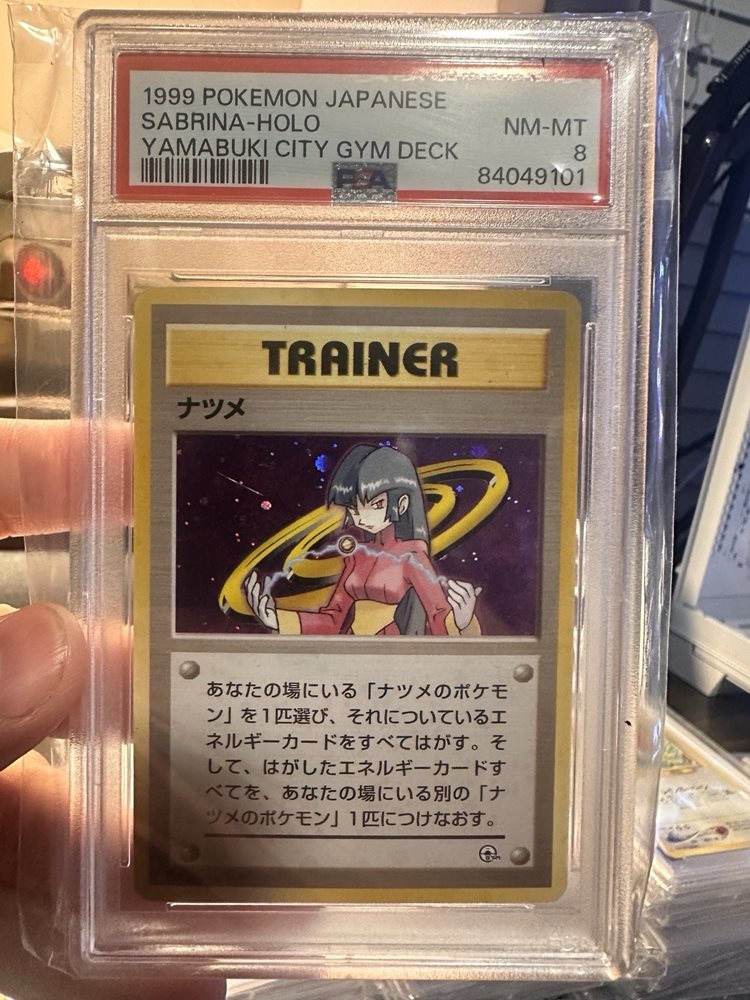 1999 POKEMON JAPANESE
SABRINA-HOLO NM-MT
YAMABUKI CITY GYM DECK 8
84049101
PSA
TRAINER
ナツメ
あなたの場にいる「ナツメのポケモ
ン」を1匹選び、それについているエ
ネルギーカードをすべてはがす。そ
して、はがしたエネルギーカードす
べてを、あなたの場にいる別の「ナ
ツメのポケモン」1匹につけなおす。